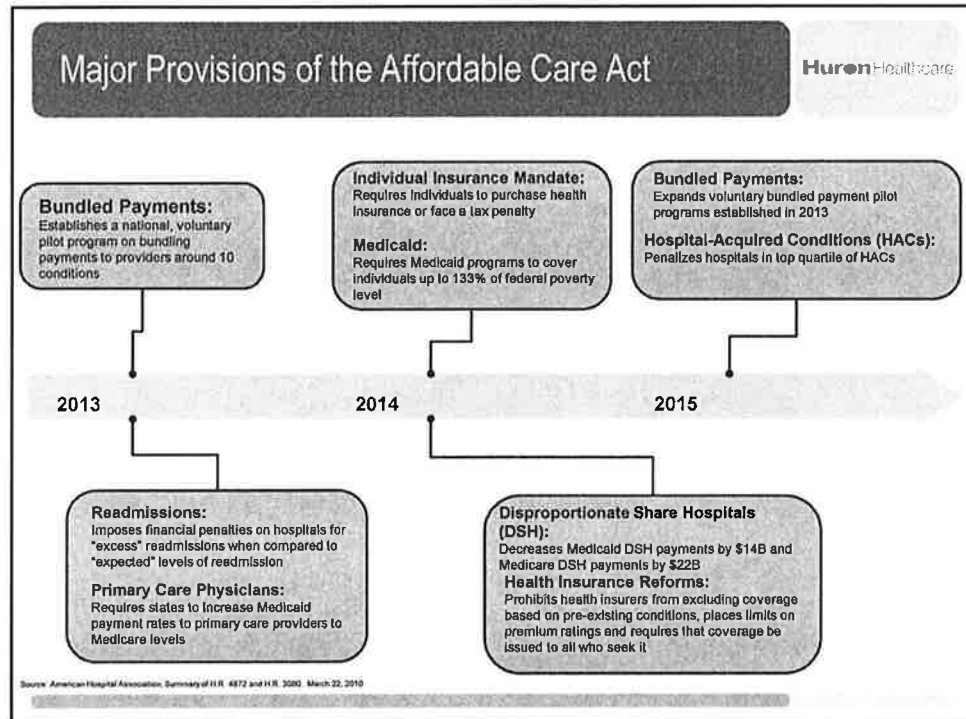 Major Provisions of the Affordable Care Act
Huron Healthcare
Bundled Payments:
Establishes a national, voluntary
pilot program on bundling
payments to providers around 10
conditions
Individual Insurance Mandate:
Requires individuals to purchase health
insurance or face a tax penalty
Medicaid:
Requires Medicaid programs to cover
individuals up to 133% of federal poverty
level
Bundled Payments:
Expands voluntary bundled payment pilot
programs established in 2013
Hospital-Acquired Conditions (HACs):
Penalizes hospitals in top quartile of HACs
2013
2014
2015
Readmissions:
Imposes financial penalties on hospitals for
"excess" readmissions when compared to
"expected" levels of readmission
Primary Care Physicians:
Requires states to increase Medicaid
payment rates to primary care providers to
Medicare levels
Disproportionate Share Hospitals
(DSH):
Decreases Medicaid DSH payments by $14B and
Medicare DSH payments by $22B
Health Insurance Reforms:
Prohibits health insurers from excluding coverage
based on pre-existing conditions, places limits on
premium ratings and requires that coverage be
issued to all who seek it
Source: American Hospital Association, Summary of H.R. 4872 and H.R. 3590. March 22, 2010